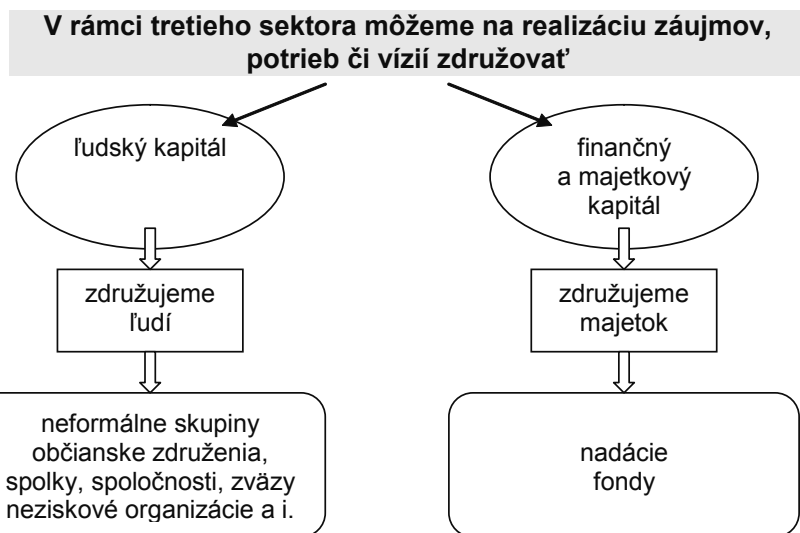 V rámci tretieho sektora môžeme na realizáciu záujmov,
potrieb či vízií združovať
ľudský kapitál
finančný
a majetkový
kapitál
združujeme
ľudí
združujeme
majetok
neformálne skupiny
občianske združenia,
spolky, spoločnosti, zväzy
neziskové organizácie a i.
nadácie
fondy